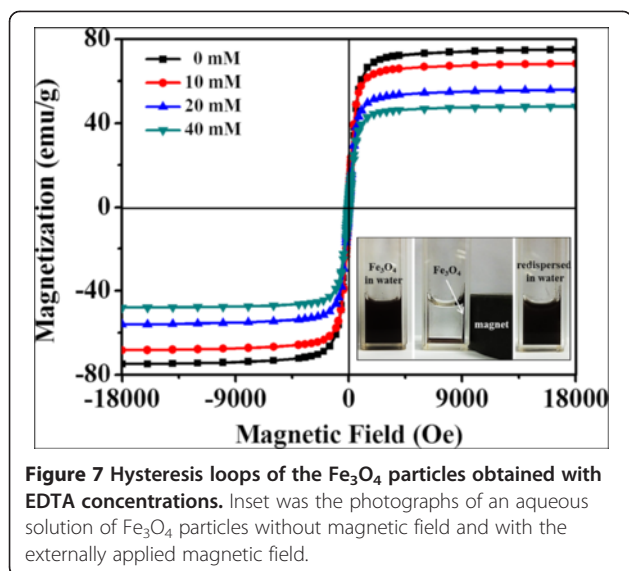 80
40
0
-40
-80
Magnetization (emu/g)
0 mM
10 mM
20 mM
40 mM
Fe₃O₄
in water
Fe₃O₄
magnet
redispersed
in water
-18000 -9000 0 9000 18000
Magnetic Field (Oe)
Figure 7 Hysteresis loops of the Fe₃O₄ particles obtained with
EDTA concentrations. Inset was the photographs of an aqueous
solution of Fe₃O₄ particles without magnetic field and with the
externally applied magnetic field.